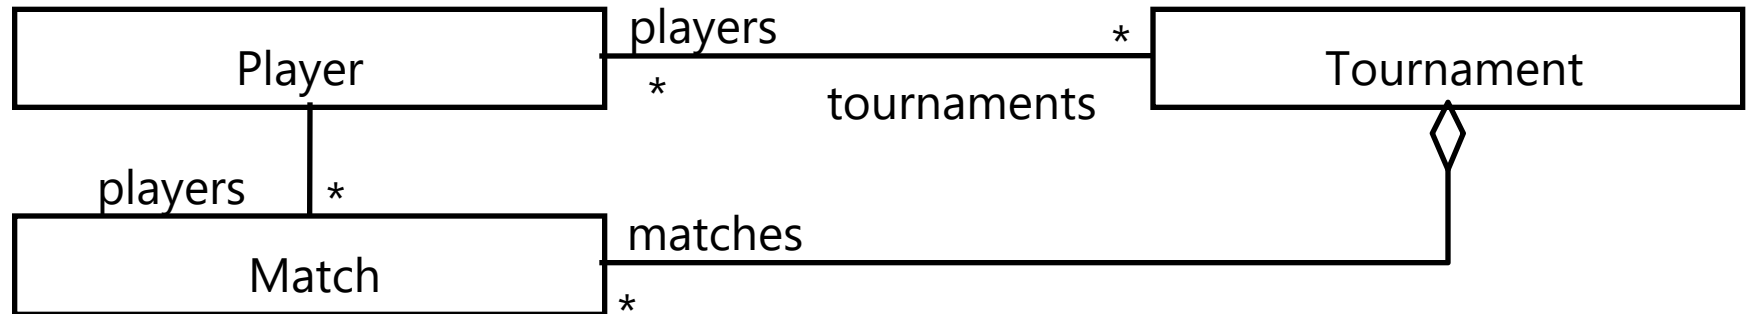 players
*
Player
Tournament
*
tournaments
players
*
matches
Match
*